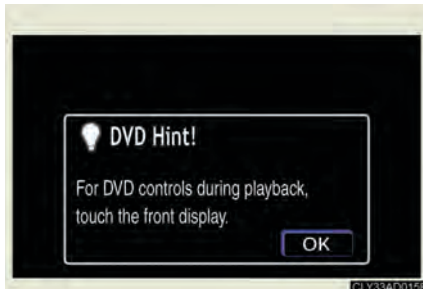 DVD Hint!
For DVD controls during playback,
touch the front display.
OK
CLY33AD015